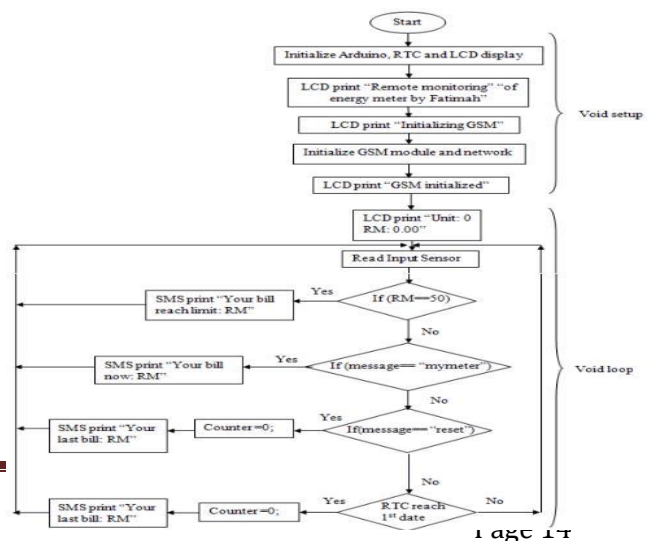 Start
Initialize Arduino, RTC and LCD display
LCD print “Remote monitoring” “of
energy meter by Fatimah”
Void setup
LCD print “Initializing GSM”
Initialize GSM module and network
LCD print “GSM initialized”
LCD print “Unit: 0
RM: 0.00”
Read Input Sensor
If (RM==50)
Yes
SMS print “Your bill
reach limit: RM”
No
If (message== “mymeter”)
Yes
SMS print “Your bill
now: RM”
Void loop
No
If(message== “reset”)
Yes
Counter=0;
SMS print “Your
last bill: RM”
No
RTC reach
1st date
Yes
No
Counter=0;
SMS print “Your
last bill: RM”
Page 14